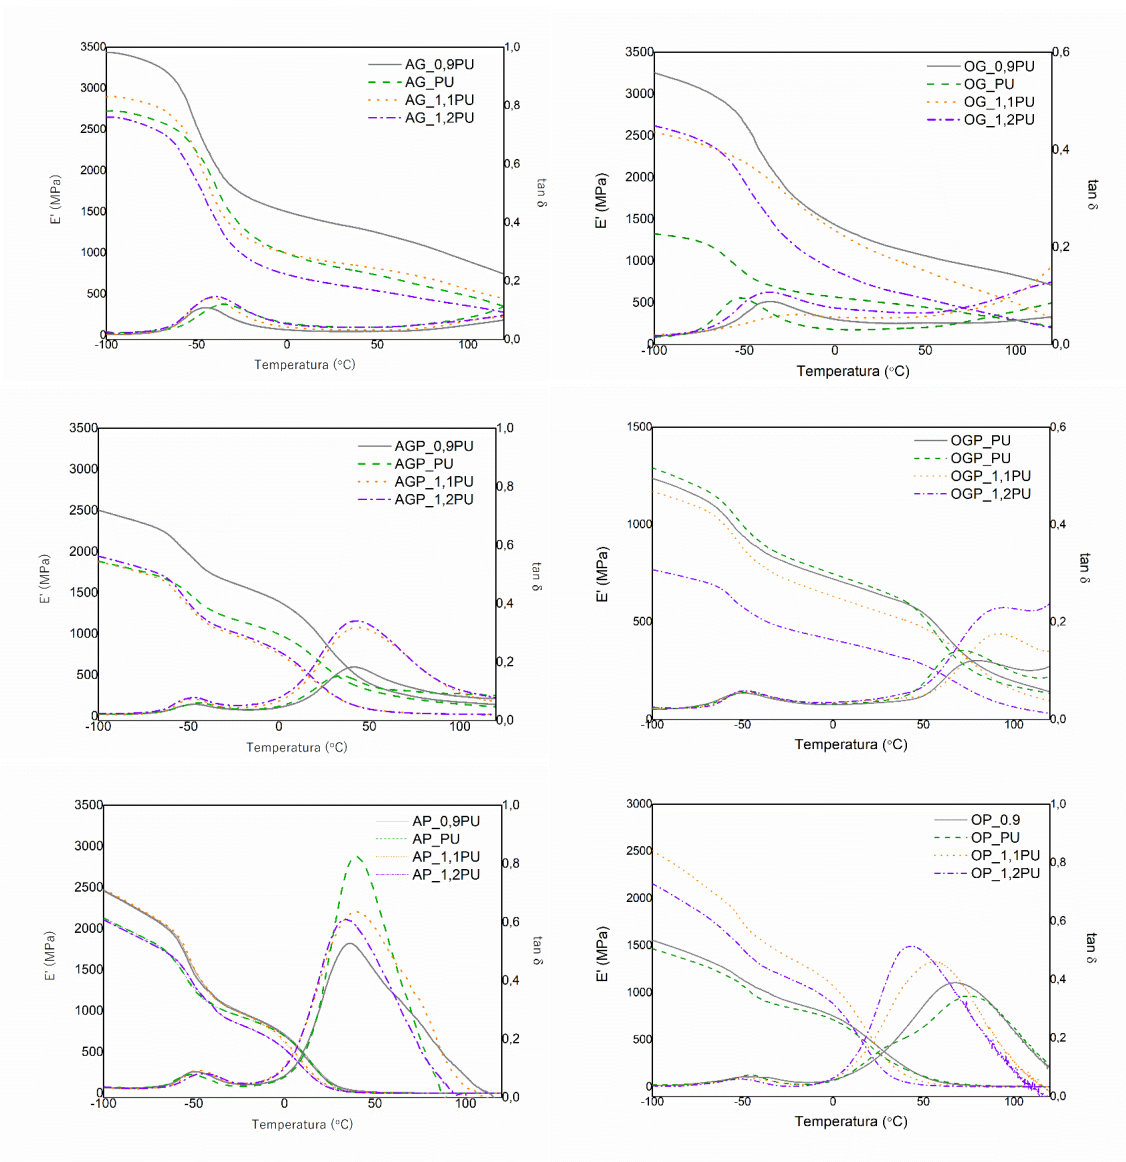 3500
3000
2500
2000
1500
1000
500
0
1,0
0,8
0,6
0,4
0,2
0,0
-100
-50
0
50
100
E' (MPa)
tan δ
Temperatura (°C)
AG_0,9PU
AG_PU
AG_1,1PU
AG_1,2PU
3500
3000
2500
2000
1500
1000
500
0
0,6
0,4
0,2
0,0
-100
-50
0
50
100
E' (MPa)
tan δ
Temperatura (°C)
OG_0,9PU
OG_PU
OG_1,1PU
OG_1,2PU
3500
3000
2500
2000
1500
1000
500
0
1,0
0,8
0,6
0,4
0,2
0,0
-100
-50
0
50
100
E' (MPa)
tan δ
Temperatura (°C)
AGP_0,9PU
AGP_PU
AGP_1,1PU
AGP_1,2PU
1500
1000
500
0
0,6
0,4
0,2
0,0
-100
-50
0
50
100
E' (MPa)
tan δ
Temperatura (°C)
OGP_PU
OGP_PU
OGP_1,1PU
OGP_1,2PU
3500
3000
2500
2000
1500
1000
500
0
1,0
0,8
0,6
0,4
0,2
0,0
-100
-50
0
50
100
E' (MPa)
tan δ
Temperatura (°C)
AP_0,9PU
AP_PU
AP_1,1PU
AP_1,2PU
3000
2500
2000
1500
1000
500
0
1,0
0,8
0,6
0,4
0,2
0,0
-100
-50
0
50
100
E' (MPa)
tan δ
Temperatura (°C)
OP_0.9
OP_PU
OP_1,1PU
OP_1,2PU